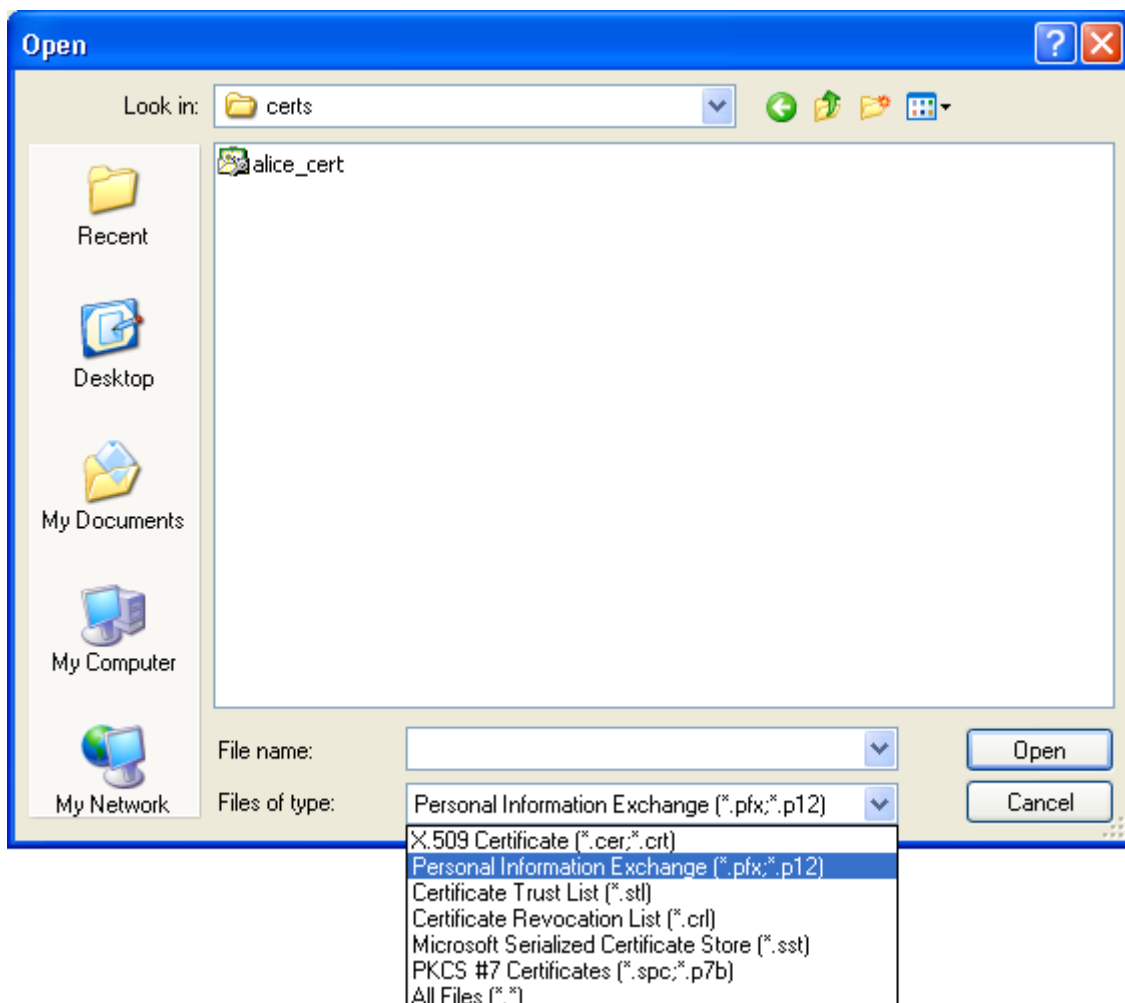 Open
Look in: certs
alice_cert
Recent
Desktop
My Documents
My Computer
My Network
File name:
Open
Files of type: Personal Information Exchange (*.pfx;*.p12)
Cancel
X.509 Certificate (*.cer;*.crt)
Personal Information Exchange (*.pfx;*.p12)
Certificate Trust List (*.stl)
Certificate Revocation List (*.crl)
Microsoft Serialized Certificate Store (*.sst)
PKCS #7 Certificates (*.spc;*.p7b)
All Files (*.*)